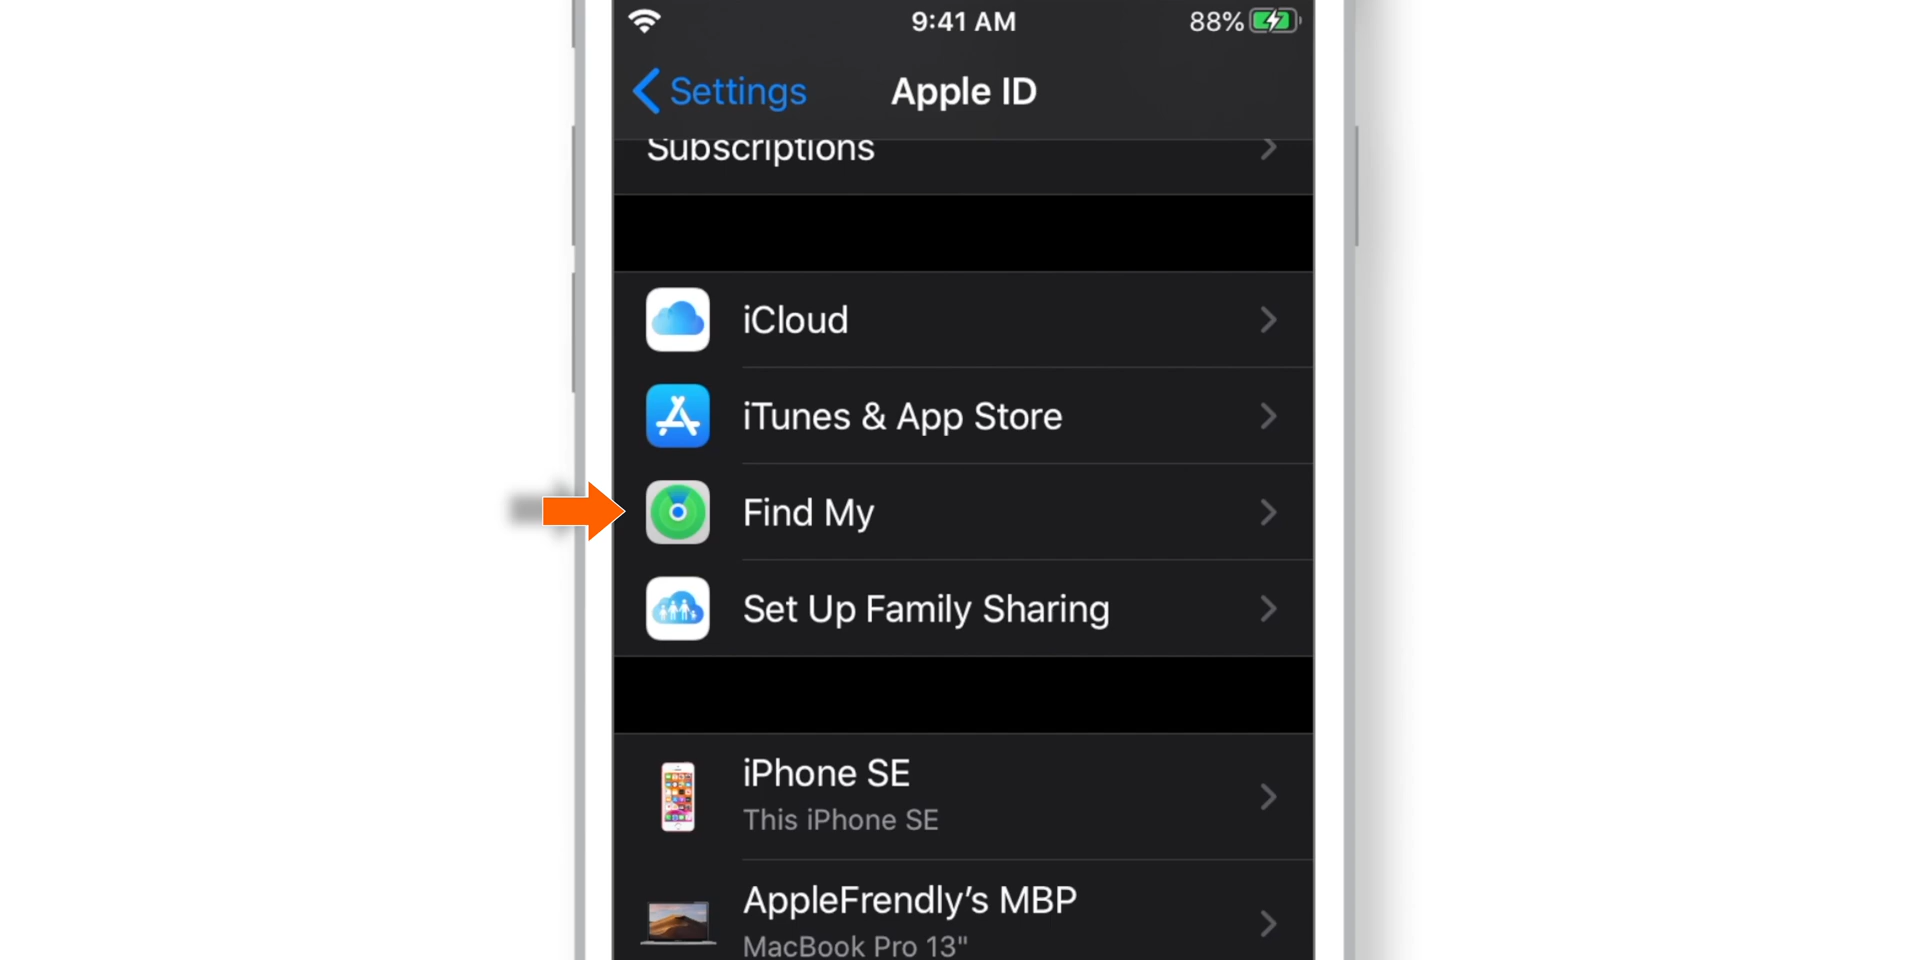 9:41 AM
88%
Settings
Apple ID
Subscriptions
iCloud
iTunes & App Store
Find My
Set Up Family Sharing
iPhone SE
This iPhone SE
AppleFrendly’s MBP
MacBook Pro 13"